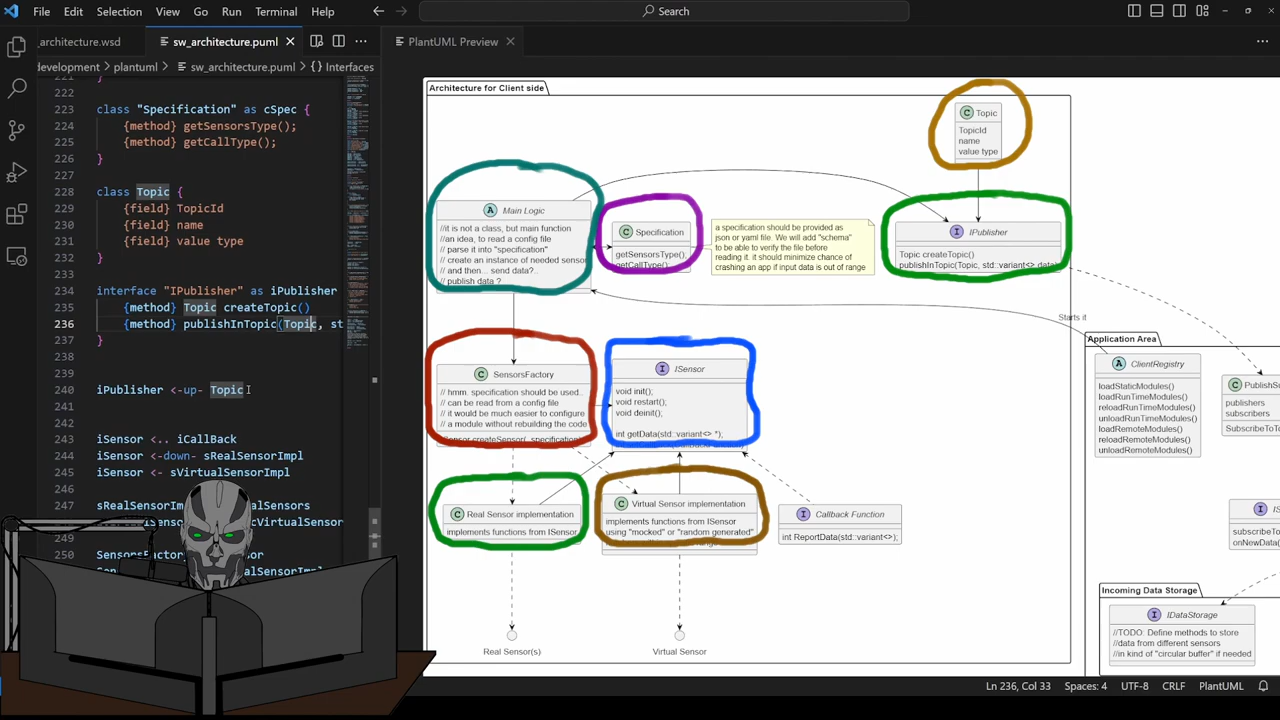 File Edit Selection View Go Run Terminal Help
Search
_architecture.wsd
sw_architecture.puml
PlantUML Preview
development > plantuml > sw_architecture.puml > {} Interfaces
222
223 class "Specification" as cSpec {
224 {method} getSensorsType();
225 {method} getCallType();
226 }
227
228 class Topic {
229 {field} TopicId
230 {field} name
231 {field} value type
232 }
233
234 interface "IPublisher" as iPublisher
235 {method} Topic createTopic()
236 {method} publishInTopic(Topic, st
237 }
238
239
240 iPublisher <-up- Topic
241
242
243 iSensor <.. iCallBack
244 iSensor <-down- sRealSensorImpl
245 iSensor <- sVirtualSensorImpl
246
Architecture for Client side
Topic
TopicId
name
value type
Main Logic
//it is not a class, but main function
//an idea, to read a config file
// parse it into "specification"
// create an instance of needed sensor
// and then... send data?..
// publish data ?
Specification
getSensorsType();
getCallType();
a specification should be provided as
json or yaml file. We will add "schema"
to be able to verify the file before
reading it. it should minimize chance of
crashing an app if input data is out of range
IPublisher
Topic createTopic()
publishInTopic(Topic, std::variant<> data)
Starts it
SensorsFactory
// hmm. specification should be used..
// can be read from a config file
// it would be much easier to configure
// a module without rebuilding the code
ISensor
void init();
void restart();
void deinit();
int getData(std::variant<> *);
Real Sensor implementation
implements functions from ISensor
Virtual Sensor implementation
implements functions from ISensor
using "mocked" or "random generated"
Callback Function
int ReportData(std::variant<>);
Real Sensor(s)
Virtual Sensor
Application Area
ClientRegistry
loadStaticModules()
loadRunTimeModules()
reloadRunTimeModules()
unloadRunTimeModules()
loadRemoteModules()
reloadRemoteModules()
unloadRemoteModules()
publishers
subscribers
Incoming Data Storage
IDataStorage
//TODO: Define methods to store
//data from different sensors
//in kind of "circular buffer" if needed
Ln 236, Col 33 Spaces: 4 UTF-8 CRLF PlantUML